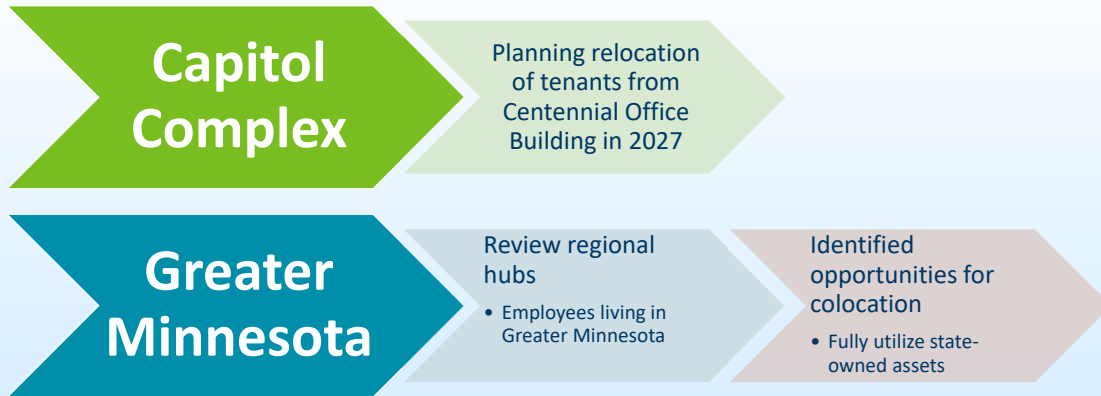 Capitol
Complex
Planning relocation
of tenants from
Centennial Office
Building in 2027
Greater
Minnesota
Review regional
hubs
• Employees living in
Greater Minnesota
Identified
opportunities for
colocation
• Fully utilize state-
owned assets